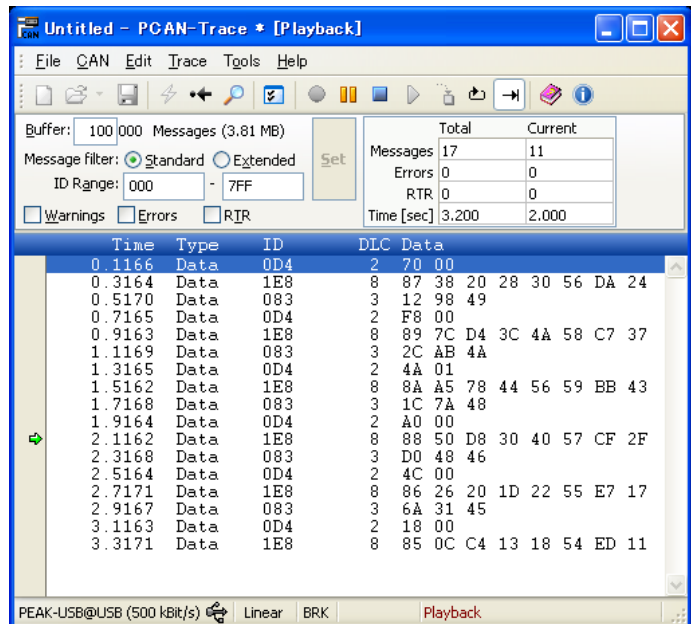 Untitled - PCAN-Trace * [Playback]
File CAN Edit Trace Tools Help
Buffer: 100 000 Messages (3.81 MB)
Message filter: Standard Extended Set
ID Range: 000 - 7FF
Warnings Errors RTR
Total Current
Messages 17 11
Errors 0 0
RTR 0 0
Time [sec] 3.200 2.000
Time Type ID DLC Data
0.1166 Data 0D4 2 70 00
0.3164 Data 1E8 8 87 38 20 28 30 56 DA 24
0.5170 Data 083 3 12 98 49
0.7165 Data 0D4 2 F8 00
0.9163 Data 1E8 8 89 7C D4 3C 4A 58 C7 37
1.1169 Data 083 3 2C AB 4A
1.3165 Data 0D4 2 4A 01
1.5162 Data 1E8 8 8A A5 78 44 56 59 BB 43
1.7168 Data 083 3 1C 7A 48
1.9164 Data 0D4 2 A0 00
2.1162 Data 1E8 8 88 50 D8 30 40 57 CF 2F
2.3168 Data 083 3 D0 48 46
2.5164 Data 0D4 2 4C 00
2.7171 Data 1E8 8 86 26 20 1D 22 55 E7 17
2.9167 Data 083 3 6A 31 45
3.1163 Data 0D4 2 18 00
3.3171 Data 1E8 8 85 0C C4 13 18 54 ED 11
PEAK-USB@USB (500 kBit/s) Linear BRK Playback